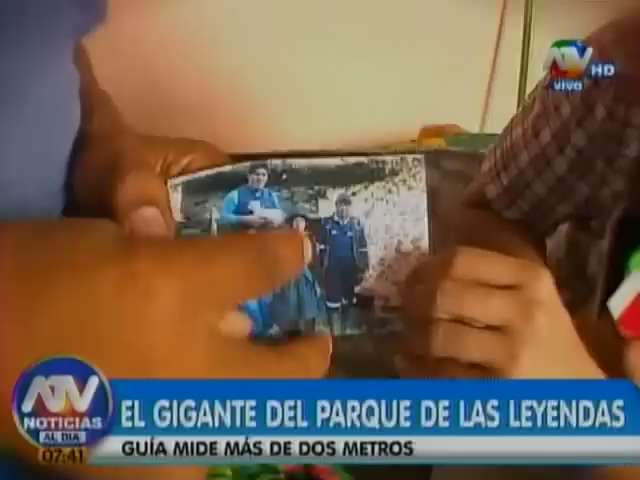 ATV HD
VIVO
ATV
NOTICIAS
AL DIA
07:41
EL GIGANTE DEL PARQUE DE LAS LEYENDAS
GUÍA MIDE MÁS DE DOS METROS